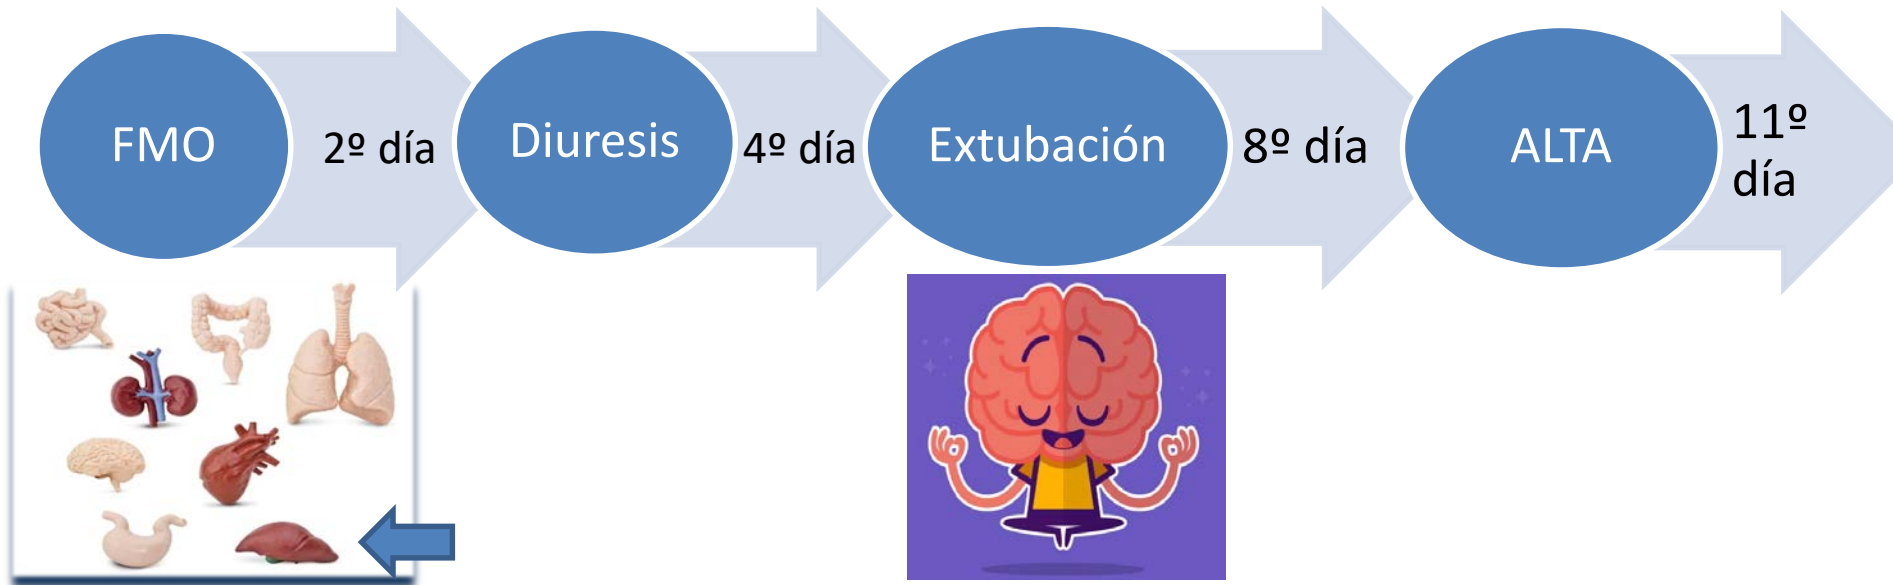 FMO
2º día
Diuresis
4º día
Extubación
8º día
ALTA
11º
día